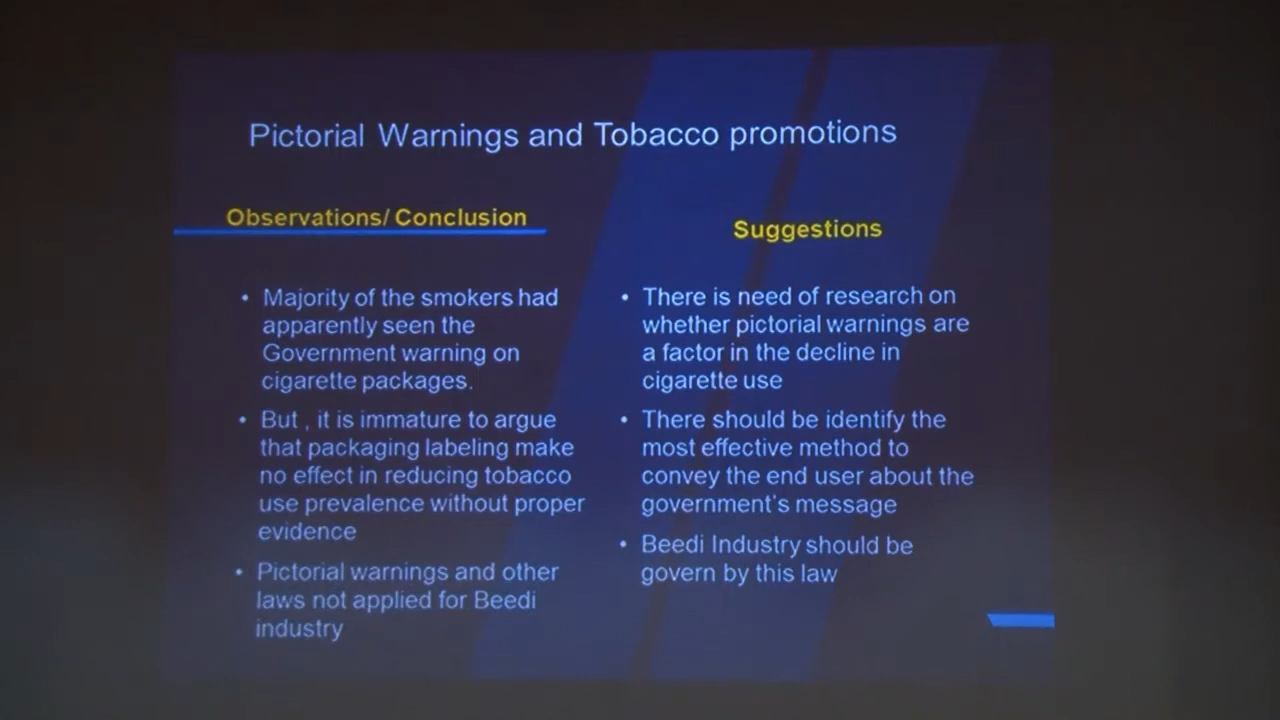 Pictorial Warnings and Tobacco promotions
Observations/ Conclusion
• Majority of the smokers had
apparently seen the
Government warning on
cigarette packages.
• But , it is immature to argue
that packaging labeling make
no effect in reducing tobacco
use prevalence without proper
evidence
• Pictorial warnings and other
laws not applied for Beedi
industry
Suggestions
• There is need of research on
whether pictorial warnings are
a factor in the decline in
cigarette use
• There should be identify the
most effective method to
convey the end user about the
government's message
• Beedi Industry should be
govern by this law